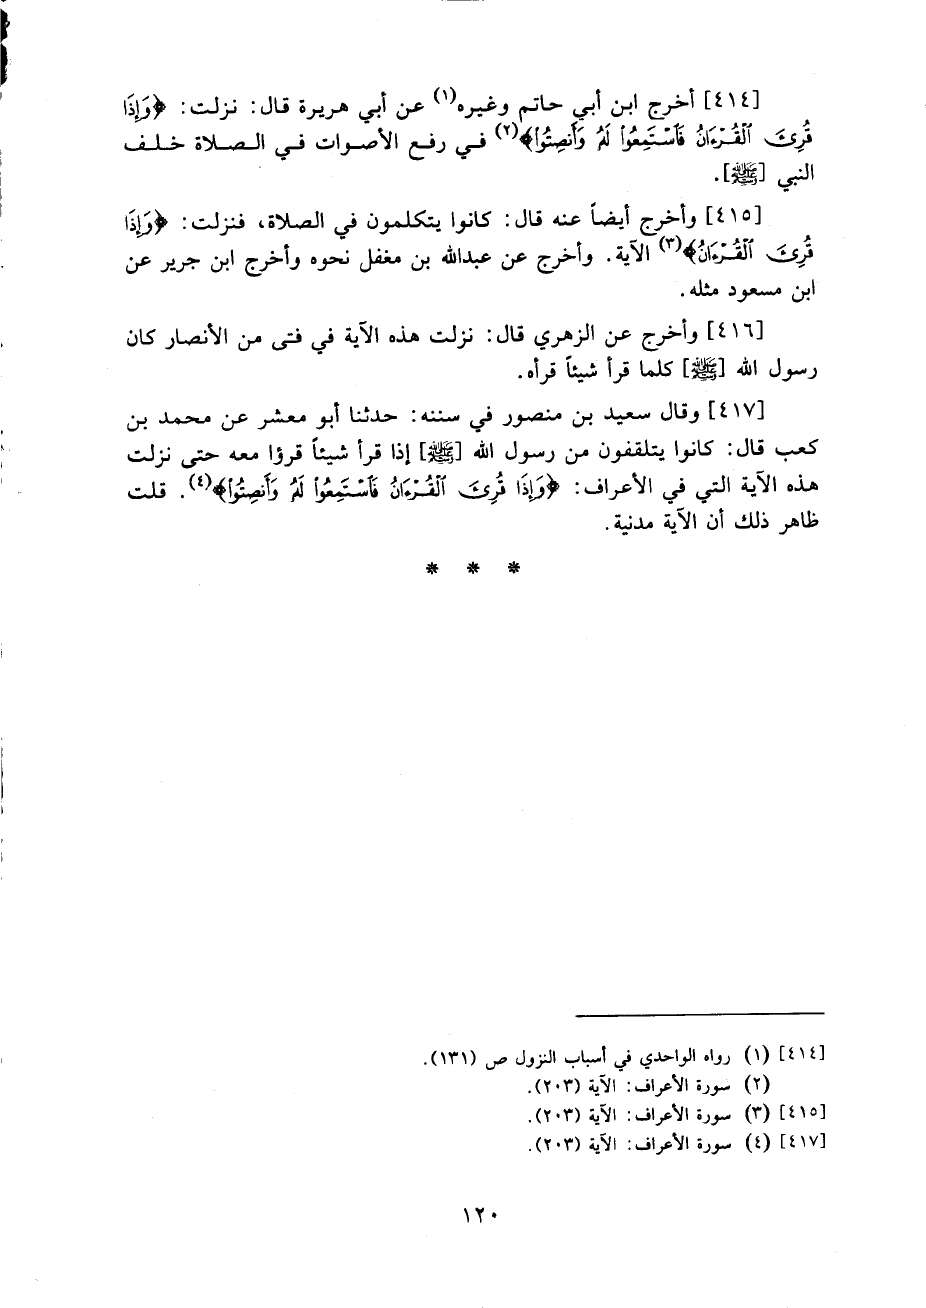 [٤١٤] أخرج ابن أبي حاتم وغيره(١) عن أبي هريرة قال: نزلت: ﴿وَإِذَا
قُرِئَ ٱلْقُرْءَانُ فَٱسْتَمِعُوا۟ لَهُ وَأَنصِتُوا۟﴾(٢) في رفع الأصوات في الصلاة خلف
النبي [ﷺ].
[٤١٥] وأخرج أيضاً عنه قال: كانوا يتكلمون في الصلاة، فنزلت: ﴿وَإِذَا
قُرِئَ ٱلْقُرْءَانُ﴾(٣) الآية. وأخرج عن عبدالله بن مغفل نحوه وأخرج ابن جرير عن
ابن مسعود مثله.
[٤١٦] وأخرج عن الزهري قال: نزلت هذه الآية في فتى من الأنصار كان
رسول الله [ﷺ] كلما قرأ شيئاً قرأه.
[٤١٧] وقال سعيد بن منصور في سننه: حدثنا أبو معشر عن محمد بن
كعب قال: كانوا يتلقفون من رسول الله [ﷺ] إذا قرأ شيئاً قرؤا معه حتى نزلت
هذه الآية التي في الأعراف: ﴿وَإِذَا قُرِئَ ٱلْقُرْءَانُ فَٱسْتَمِعُوا۟ لَهُ وَأَنصِتُوا۟﴾(٤). قلت
ظاهر ذلك أن الآية مدنية.
* * *
[٤١٤] (١) رواه الواحدي في أسباب النزول ص (١٣١).
(٢) سورة الأعراف: الآية (٢٠٣).
[٤١٥] (٣) سورة الأعراف: الآية (٢٠٣).
[٤١٧] (٤) سورة الأعراف: الآية (٢٠٣).
١٢٠